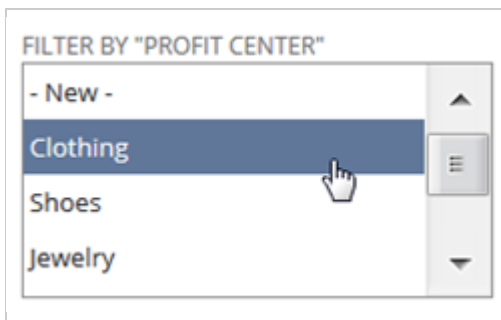 FILTER BY "PROFIT CENTER"
- New -
Clothing
Shoes
Jewelry